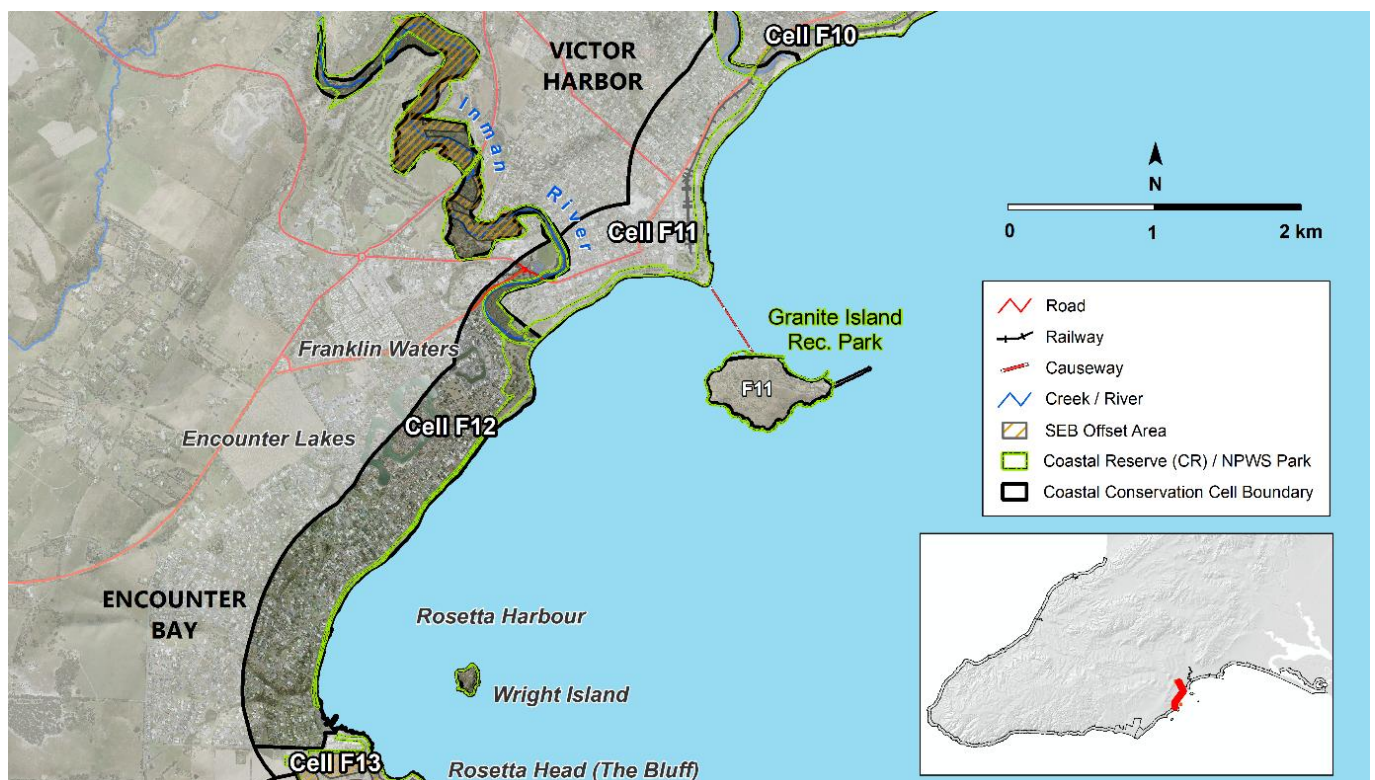 Cell F10
VICTOR
HARBOR
Inman
River
Cell F11
N
0 1 2 km
Granite Island
Rec. Park
F11
Franklin Waters
Encounter Lakes
Cell F12
Road
Railway
Causeway
Creek / River
SEB Offset Area
Coastal Reserve (CR) / NPWS Park
Coastal Conservation Cell Boundary
ENCOUNTER
BAY
Rosetta Harbour
Wright Island
Cell F13
Rosetta Head (The Bluff)